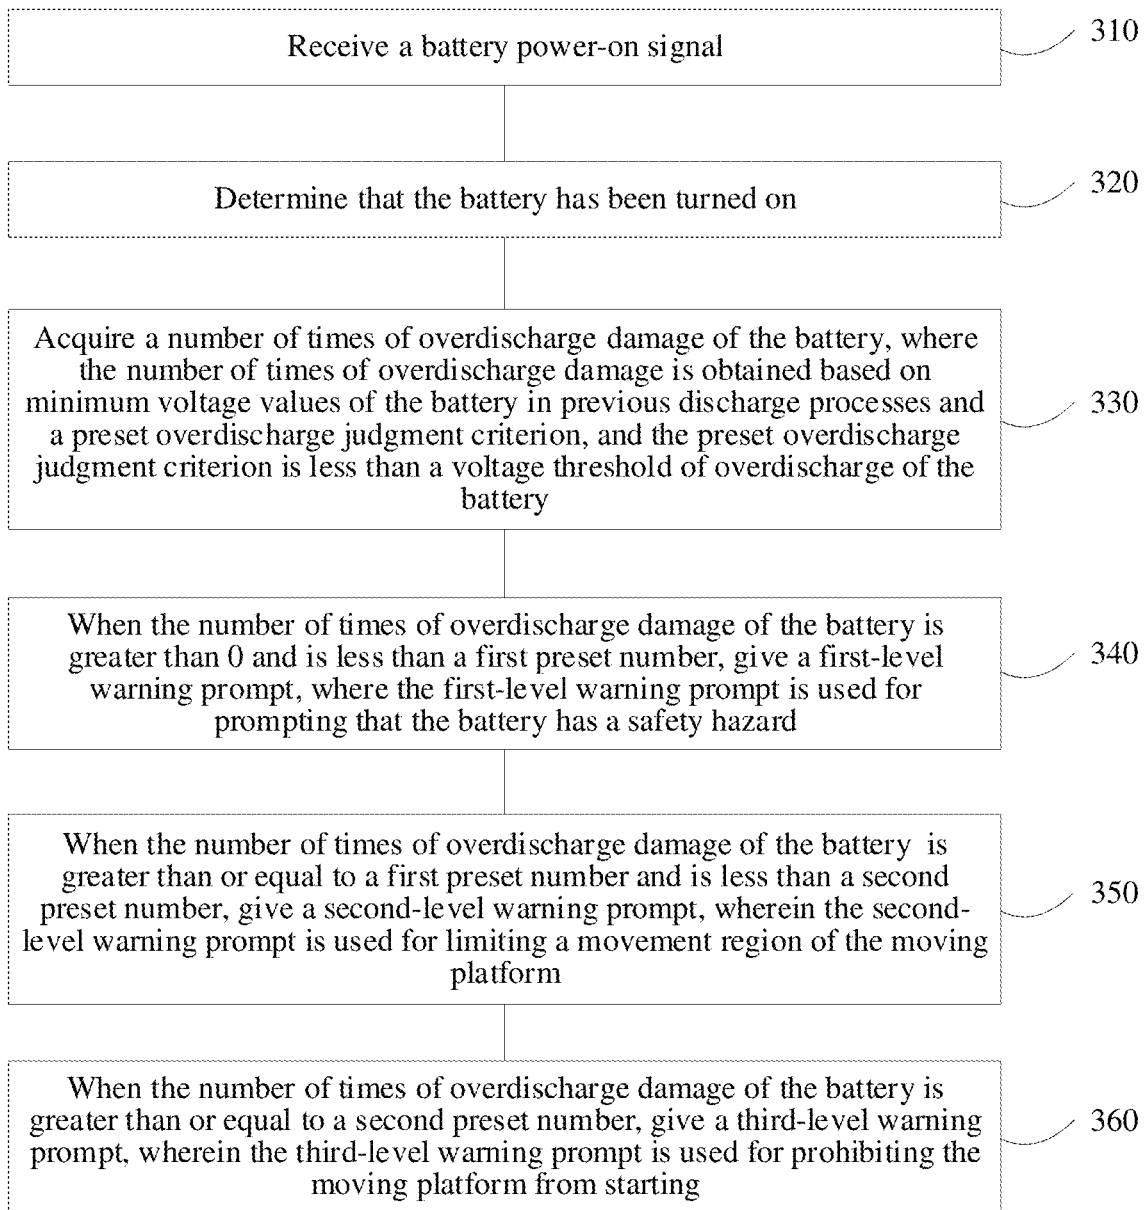 Receive a battery power-on signal
310
Determine that the battery has been turned on
320
Acquire a number of times of overdischarge damage of the battery, where
the number of times of overdischarge damage is obtained based on
minimum voltage values of the battery in previous discharge processes and
a preset overdischarge judgment criterion, and the preset overdischarge
judgment criterion is less than a voltage threshold of overdischarge of the
battery
330
When the number of times of overdischarge damage of the battery is
greater than 0 and is less than a first preset number, give a first-level
warning prompt, where the first-level warning prompt is used for
prompting that the battery has a safety hazard
340
When the number of times of overdischarge damage of the battery is
greater than or equal to a first preset number and is less than a second
preset number, give a second-level warning prompt, wherein the second-
level warning prompt is used for limiting a movement region of the moving
platform
350
When the number of times of overdischarge damage of the battery is
greater than or equal to a second preset number, give a third-level warning
prompt, wherein the third-level warning prompt is used for prohibiting the
moving platform from starting
360